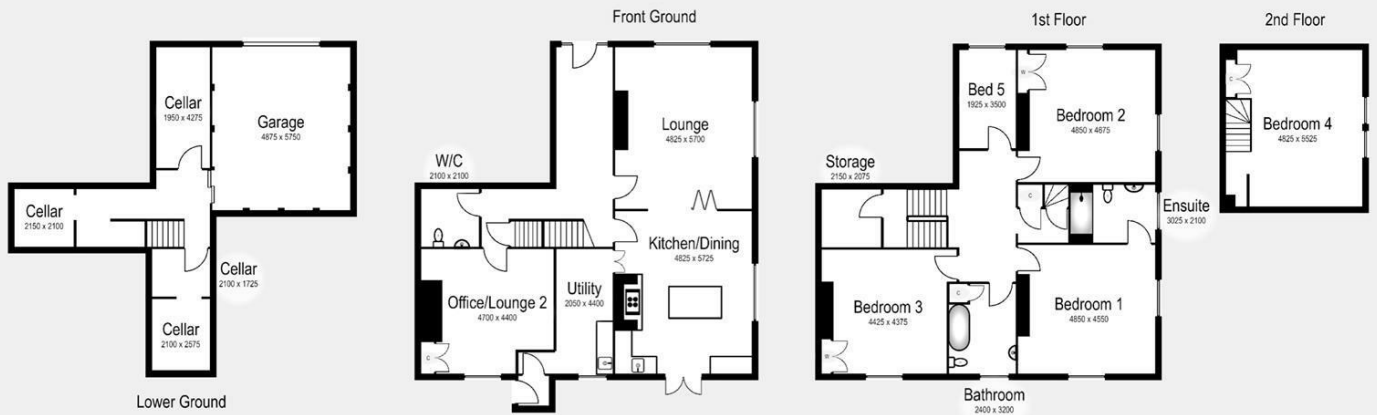 Lower Ground
Cellar
1950 x 4275
Garage
4875 x 5750
Cellar
2150 x 2100
Cellar
2100 x 1725
Cellar
2100 x 2575
Front Ground
Lounge
4825 x 5700
W/C
2100 x 2100
Kitchen/Dining
4825 x 5725
Office/Lounge 2
4700 x 4400
Utility
2050 x 4400
C
1st Floor
Bed 5
1925 x 3500
W
Bedroom 2
4850 x 4675
Storage
2150 x 2075
C
Ensuite
3025 x 2100
Bedroom 3
4425 x 4375
W
C
Bedroom 1
4850 x 4550
Bathroom
2400 x 3200
2nd Floor
C
Bedroom 4
4825 x 5525